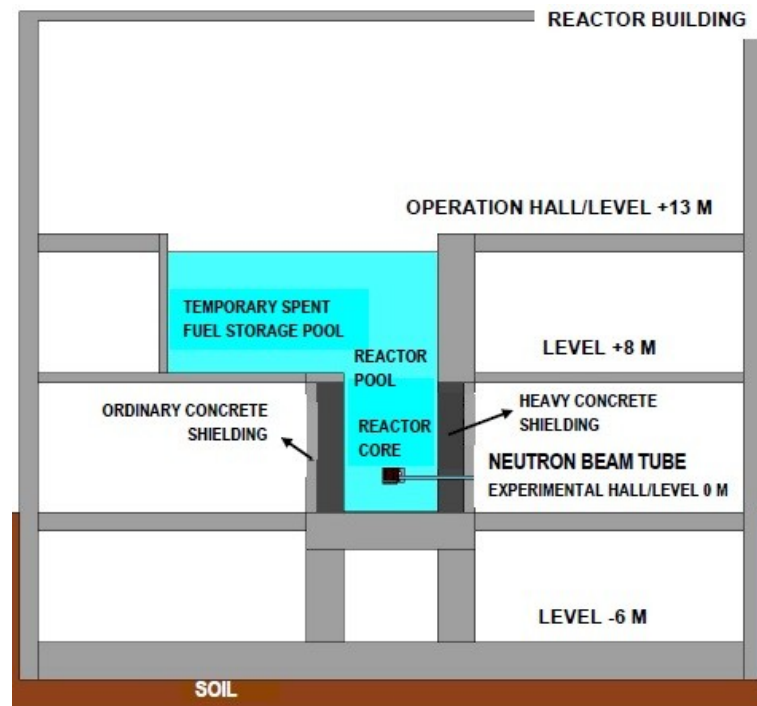 REACTOR BUILDING
OPERATION HALL/LEVEL +13 M
TEMPORARY SPENT
FUEL STORAGE POOL
LEVEL +8 M
REACTOR
POOL
ORDINARY CONCRETE
SHIELDING
HEAVY CONCRETE
SHIELDING
REACTOR
CORE
NEUTRON BEAM TUBE
EXPERIMENTAL HALL/LEVEL 0 M
LEVEL -6 M
SOIL